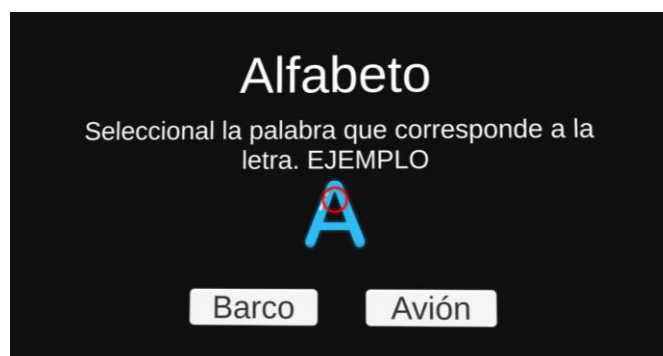 Alfabeto
Seleccional la palabra que corresponde a la
letra. EJEMPLO
A
Barco Avión